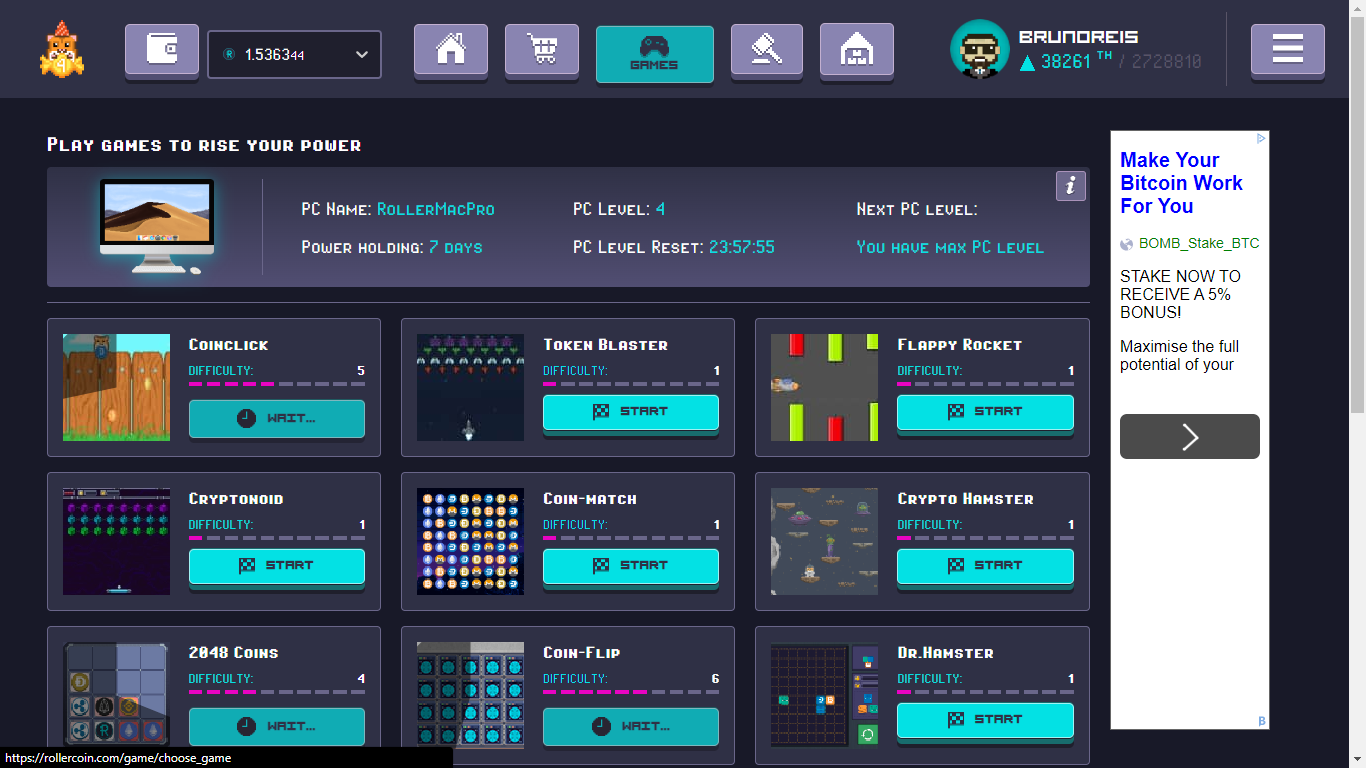 1.536344
GAMES
BRUNOREIS
38261 TH / 2728810
Play games to rise your power
PC Name: RollerMacPro
PC Level: 4
Next PC level:
Power holding: 7 days
PC Level Reset: 23:57:55
You have max PC level
i
Coinclick
Difficulty: 5
Wait...
Token Blaster
Difficulty: 1
Start
Flappy Rocket
Difficulty: 1
Start
Cryptonoid
Difficulty: 1
Start
Coin-match
Difficulty: 1
Start
Crypto Hamster
Difficulty: 1
Start
2048 Coins
Difficulty: 4
Wait...
Coin-Flip
Difficulty: 6
Wait...
Dr.Hamster
Difficulty: 1
Start
Make Your
Bitcoin Work
For You
BOMB_Stake_BTC
STAKE NOW TO
RECEIVE A 5%
BONUS!
Maximise the full
potential of your
https://rollercoin.com/game/choose_game